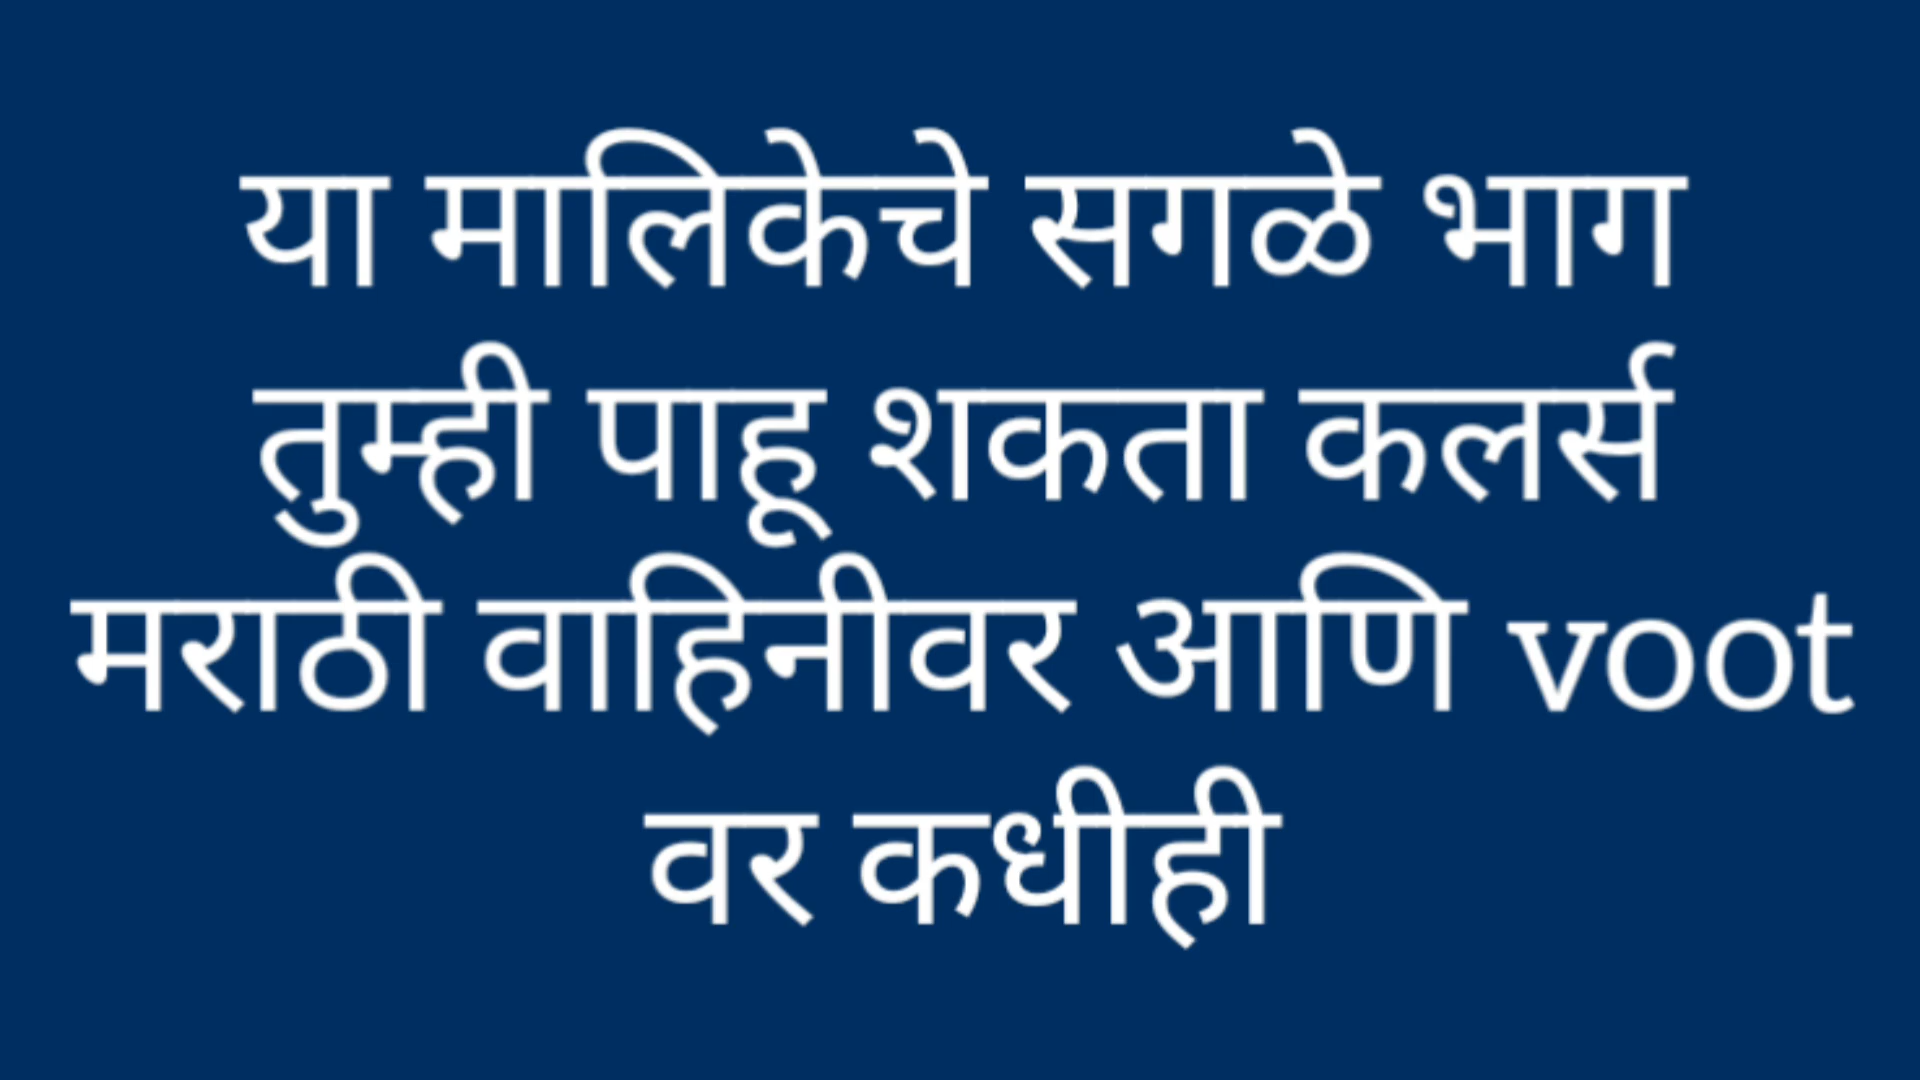 या मालिकेचे सगळे भाग
तुम्ही पाहू शकता कलर्स
मराठी वाहिनीवर आणि voot
वर कधीही